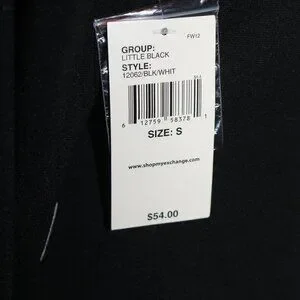 FW12
GROUP:
LITTLE BLACK
STYLE:
12062/BLK/WHIT
6 12759 58378 1
SIZE: S
www.shopmyexchange.com
$54.00